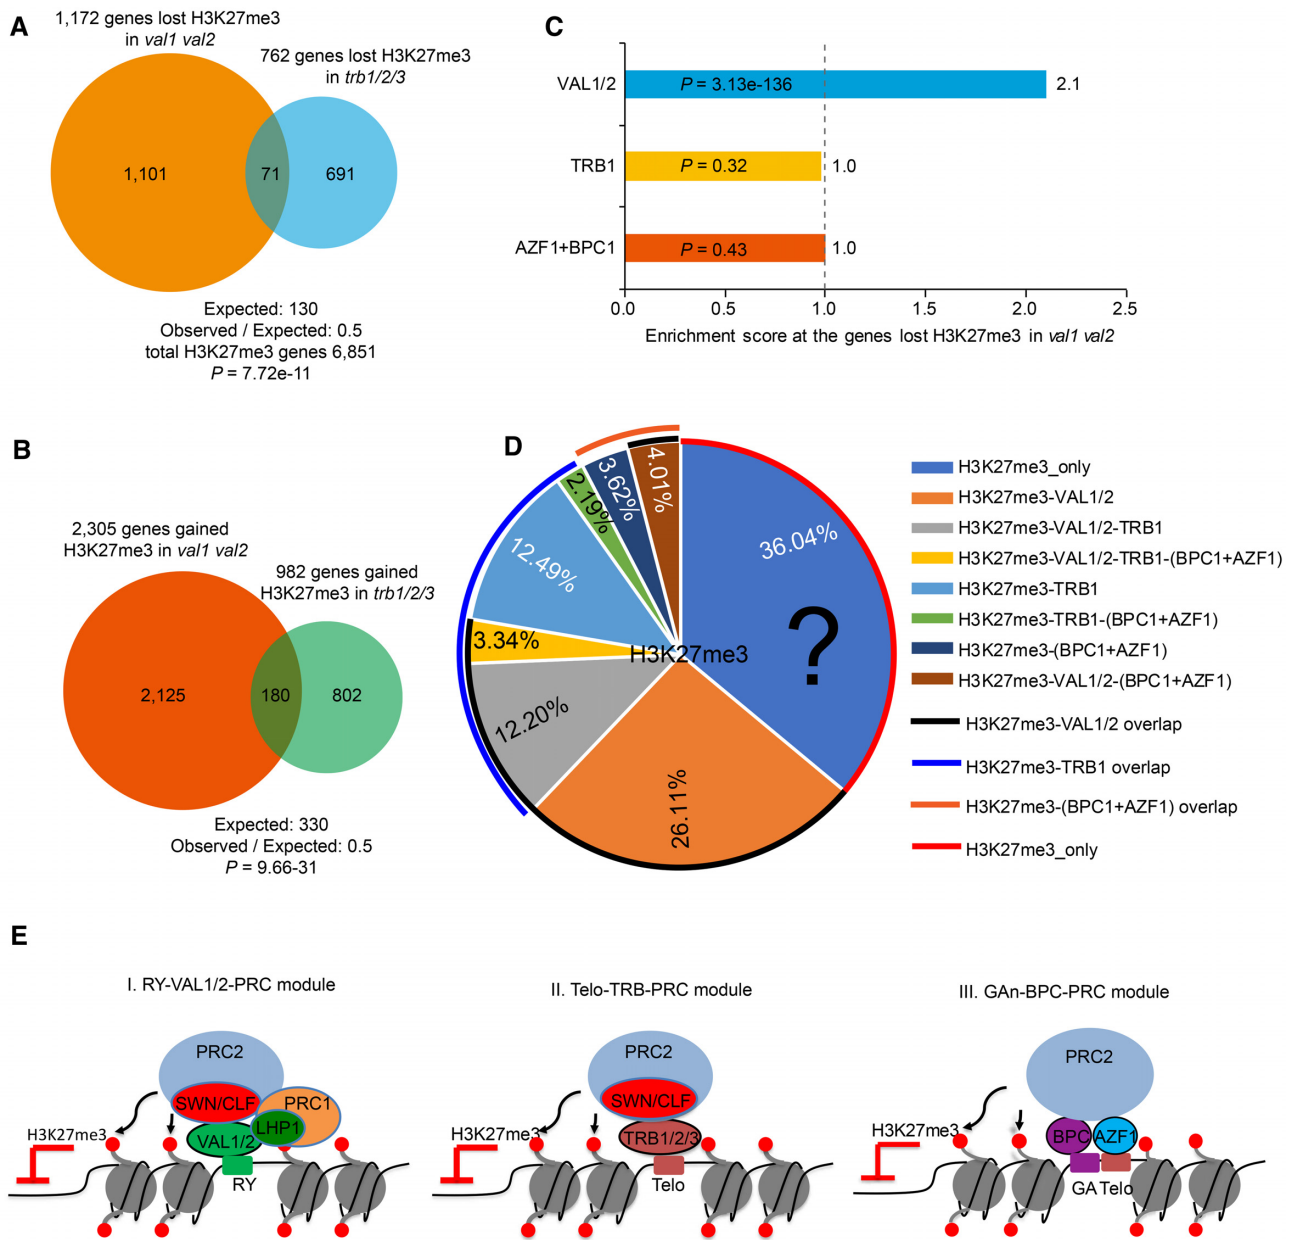 A
1,172 genes lost H3K27me3
in val1 val2
762 genes lost H3K27me3
in trb1/2/3
1,101
71
691
Expected: 130
Observed / Expected: 0.5
total H3K27me3 genes 6,851
P = 7.72e-11
C
VAL1/2
P = 3.13e-136
2.1
TRB1
P = 0.32
1.0
AZF1+BPC1
P = 0.43
1.0
0.0
0.5
1.0
1.5
2.0
2.5
Enrichment score at the genes lost H3K27me3 in val1 val2
B
2,305 genes gained
H3K27me3 in val1 val2
982 genes gained
H3K27me3 in trb1/2/3
2,125
180
802
Expected: 330
Observed / Expected: 0.5
P = 9.66-31
D
4.01%
3.62%
2.19%
12.49%
3.34%
12.20%
26.11%
36.04%
?
H3K27me3
H3K27me3_only
H3K27me3-VAL1/2
H3K27me3-VAL1/2-TRB1
H3K27me3-VAL1/2-TRB1-(BPC1+AZF1)
H3K27me3-TRB1
H3K27me3-TRB1-(BPC1+AZF1)
H3K27me3-(BPC1+AZF1)
H3K27me3-VAL1/2-(BPC1+AZF1)
H3K27me3-VAL1/2 overlap
H3K27me3-TRB1 overlap
H3K27me3-(BPC1+AZF1) overlap
H3K27me3_only
E
I. RY-VAL1/2-PRC module
PRC2
SWN/CLF
PRC1
LHP1
VAL1/2
H3K27me3
RY
II. Telo-TRB-PRC module
PRC2
SWN/CLF
TRB1/2/3
H3K27me3
Telo
III. GAn-BPC-PRC module
PRC2
BPC
AZF1
H3K27me3
GA Telo